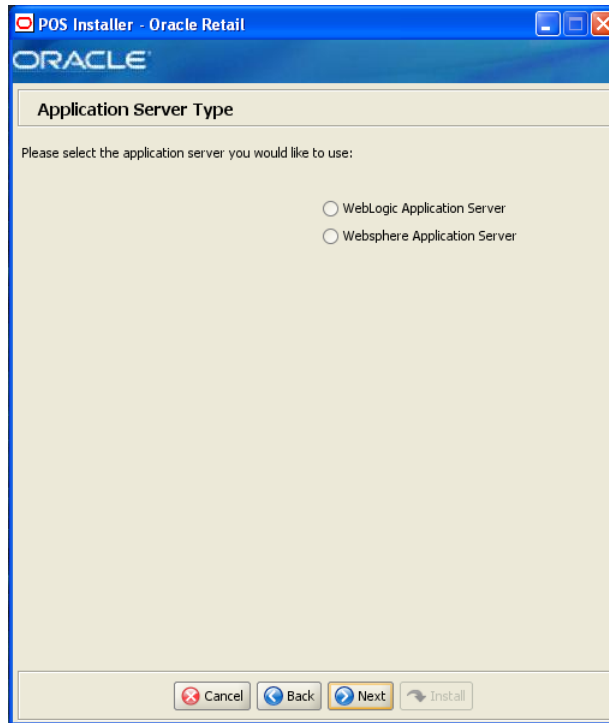 POS Installer - Oracle Retail
ORACLE
Application Server Type
Please select the application server you would like to use:
WebLogic Application Server
Websphere Application Server
Cancel Back Next Install